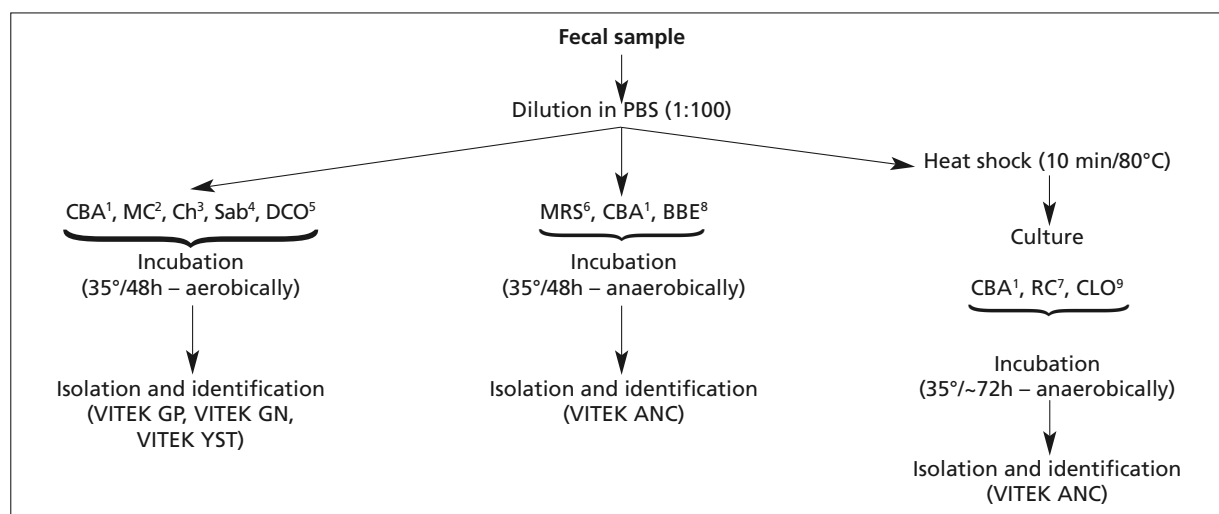 Fecal sample
Dilution in PBS (1:100)
Heat shock (10 min/80°C)
CBA¹, MC², Ch³, Sab⁴, DCO⁵
MRS⁶, CBA¹, BBE⁸
Culture
Incubation
(35°/48h – aerobically)
Incubation
(35°/48h – anaerobically)
CBA¹, RC⁷, CLO⁹
Incubation
(35°/~72h – anaerobically)
Isolation and identification
(VITEK GP, VITEK GN,
VITEK YST)
Isolation and identification
(VITEK ANC)
Isolation and identification
(VITEK ANC)